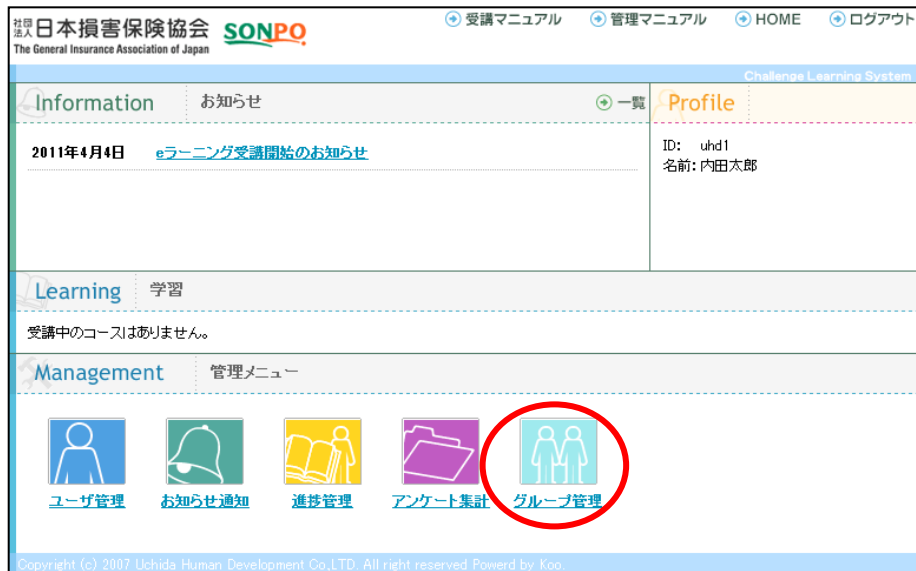 社団法人日本損害保険協会 SONPO
The General Insurance Association of Japan
受講マニュアル 管理マニュアル HOME ログアウト
Challenge Learning System
Information お知らせ 一覧
2011年4月4日 eラーニング受講開始のお知らせ
Profile
ID: uhd1
名前:内田太郎
Learning 学習
受講中のコースはありません。
Management 管理メニュー
ユーザ管理 お知らせ通知 進捗管理 アンケート集計 グループ管理
Copyright (c) 2007 Uchida Human Development Co.,LTD. All right reserved Powerd by Koo.